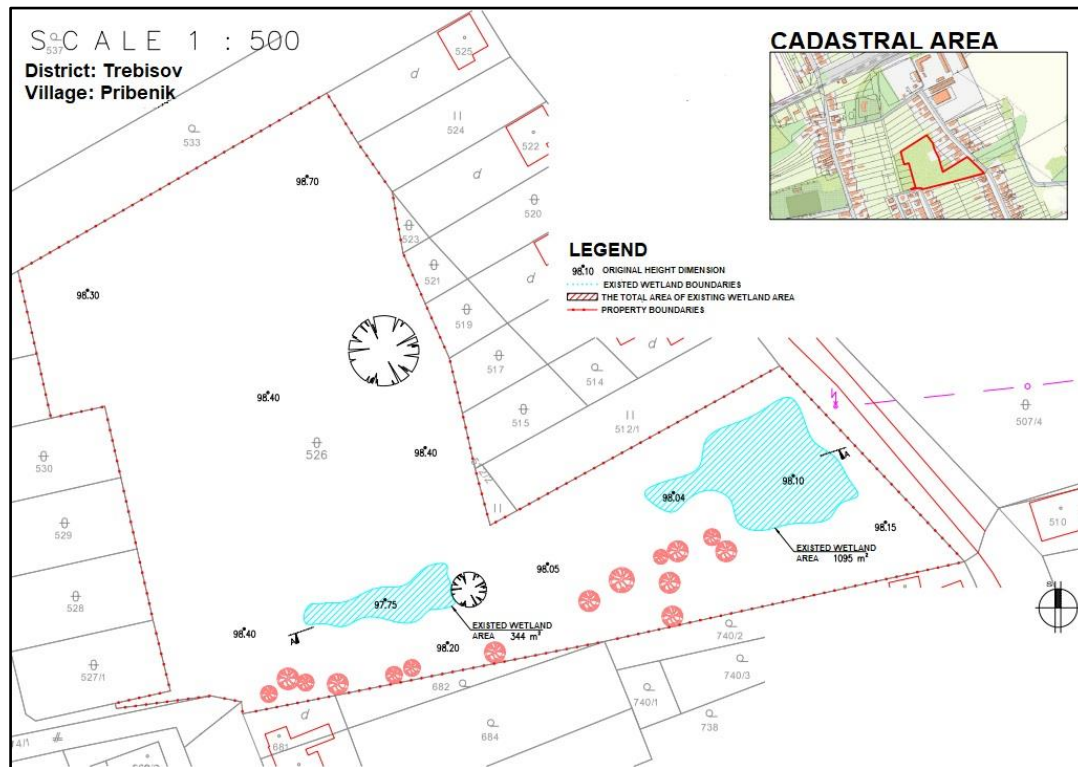 SCALE 1 : 500
537
District: Trebisov
Village: Pribenik
CADASTRAL AREA
525
d
533
524
522
d
98.70
520
523
d
521
LEGEND
98.10 ORIGINAL HEIGHT DIMENSION
EXISTED WETLAND BOUNDARIES
THE TOTAL AREA OF EXISTING WETLAND AREA
PROPERTY BOUNDARIES
98.30
519
d
517
514
98.40
515
512/1
507/4
526
98.40
530
512/2
98.04
98.10
A
510
529
98.15
EXISTED WETLAND
AREA 1095 m²
98.05
528
97.75
EXISTED WETLAND
AREA 344 m²
98.40
A
98.20
740/2
527/1
740/3
682
740/1
d
684
738
681